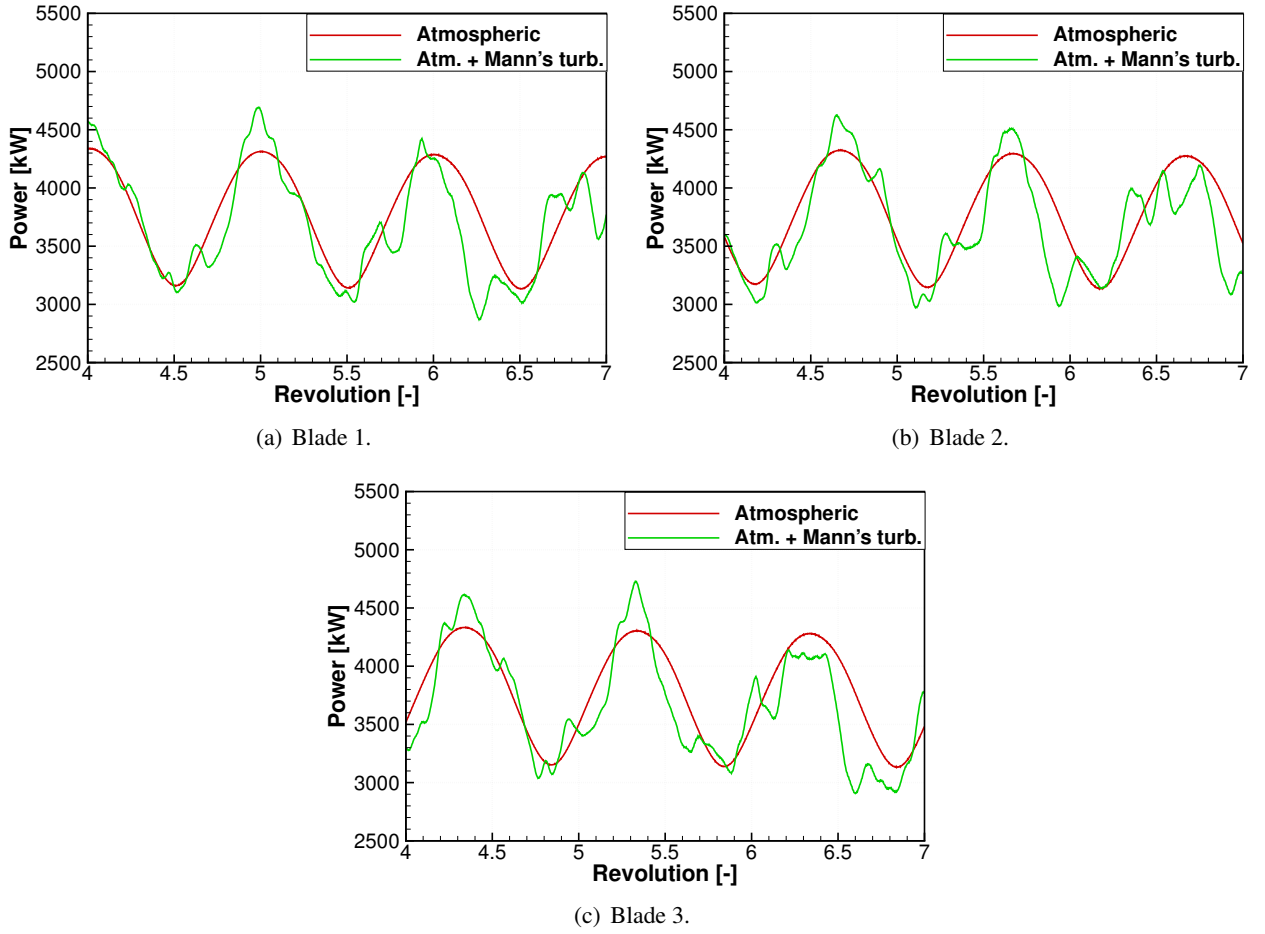 5500
5000
4500
4000
3500
3000
2500
Power [kW]
Atmospheric
Atm. + Mann's turb.
4 4.5 5 5.5 6 6.5 7
Revolution [-]
(a) Blade 1.
5500
5000
4500
4000
3500
3000
2500
Power [kW]
Atmospheric
Atm. + Mann's turb.
4 4.5 5 5.5 6 6.5 7
Revolution [-]
(b) Blade 2.
5500
5000
4500
4000
3500
3000
2500
Power [kW]
Atmospheric
Atm. + Mann's turb.
4 4.5 5 5.5 6 6.5 7
Revolution [-]
(c) Blade 3.